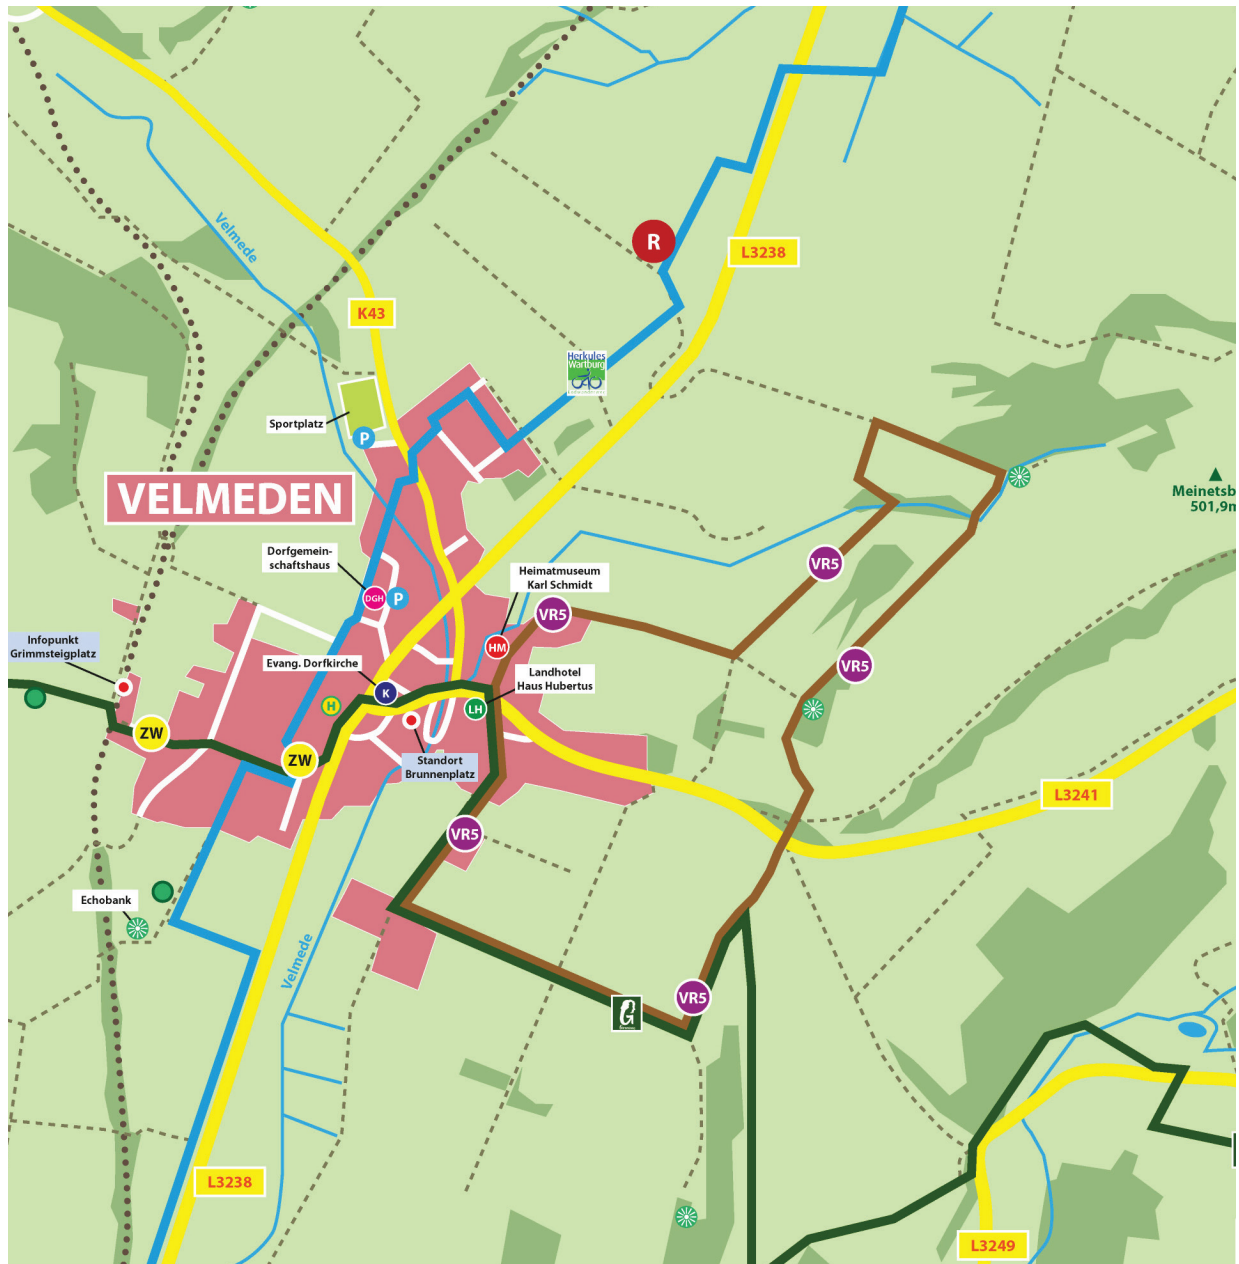 Velmede
R
L3238
K43
Herkules
Wartburg
Sportplatz
P
VELMEDEN
Meinetsb
501,9m
Dorfgemein-
schaftshaus
DGH
P
Heimatmuseum
Karl Schmidt
VR5
VR5
HM
Infopunkt
Grimmsteigplatz
Evang. Dorfkirche
K
H
Landhotel
Haus Hubertus
LH
VR5
ZW
ZW
Standort
Brunnenplatz
L3241
VR5
Echobank
Velmede
VR5
G
L3238
L3249